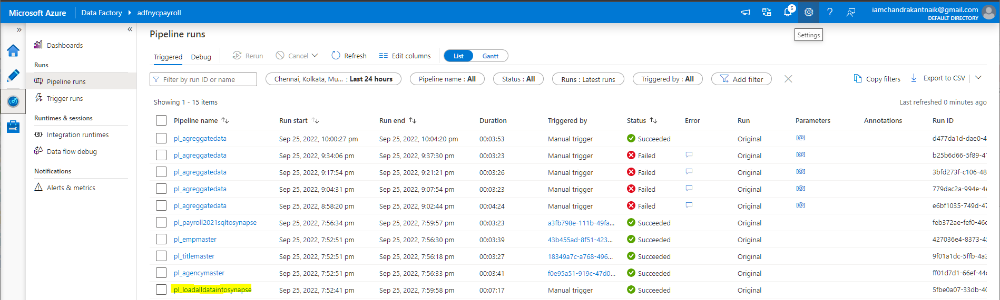 Microsoft Azure Data Factory adfnycpayroll 5 iamchandrakantnaik@gmail.com
DEFAULT DIRECTORY
Settings
» «
Dashboards
Runs
Pipeline runs
Trigger runs
Runtimes & sessions
Integration runtimes
Data flow debug
Notifications
Alerts & metrics
Pipeline runs
Triggered Debug Rerun Cancel Refresh Edit columns List Gantt
Filter by run ID or name Chennai, Kolkata, Mu... : Last 24 hours Pipeline name : All Status : All Runs : Latest runs Triggered by : All Add filter Copy filters Export to CSV
Showing 1 - 15 items Last refreshed 0 minutes ago
Pipeline name Run start Run end Duration Triggered by Status Error Run Parameters Annotations Run ID
pl_agreggatedata Sep 25, 2022, 10:00:27 pm Sep 25, 2022, 10:04:20 pm 00:03:53 Manual trigger Succeeded Original [@] d477da1d-dae0-4
pl_agreggatedata Sep 25, 2022, 9:34:06 pm Sep 25, 2022, 9:37:30 pm 00:03:23 Manual trigger Failed Original [@] b25b6d66-5f89-41
pl_agreggatedata Sep 25, 2022, 9:17:54 pm Sep 25, 2022, 9:21:21 pm 00:03:26 Manual trigger Failed Original [@] 3bfd273f-c106-48
pl_agreggatedata Sep 25, 2022, 9:04:31 pm Sep 25, 2022, 9:07:54 pm 00:03:23 Manual trigger Failed Original [@] 779dac2a-994e-4e
pl_agreggatedata Sep 25, 2022, 8:58:20 pm Sep 25, 2022, 9:02:44 pm 00:04:24 Manual trigger Failed Original [@] e6bf1035-749d-47
pl_payroll2021sqltosynapse Sep 25, 2022, 7:56:34 pm Sep 25, 2022, 7:59:57 pm 00:03:23 a3fb798e-111b-49fa... Succeeded Original feb372ae-fef0-46c
pl_empmaster Sep 25, 2022, 7:52:51 pm Sep 25, 2022, 7:56:30 pm 00:03:39 43b455ad-8f51-423... Succeeded Original 427036e4-8373-45
pl_titlemaster Sep 25, 2022, 7:52:51 pm Sep 25, 2022, 7:56:18 pm 00:03:27 18349a7c-a768-496... Succeeded Original 9f01a1dc-5ffb-4a3
pl_agencymaster Sep 25, 2022, 7:52:51 pm Sep 25, 2022, 7:56:33 pm 00:03:41 f0e95a51-919c-47d0... Succeeded Original ff01d7d1-66ef-44c
pl_loadalldataintosynapse Sep 25, 2022, 7:52:41 pm Sep 25, 2022, 7:59:58 pm 00:07:17 Manual trigger Succeeded Original 5fbe0a07-33db-40